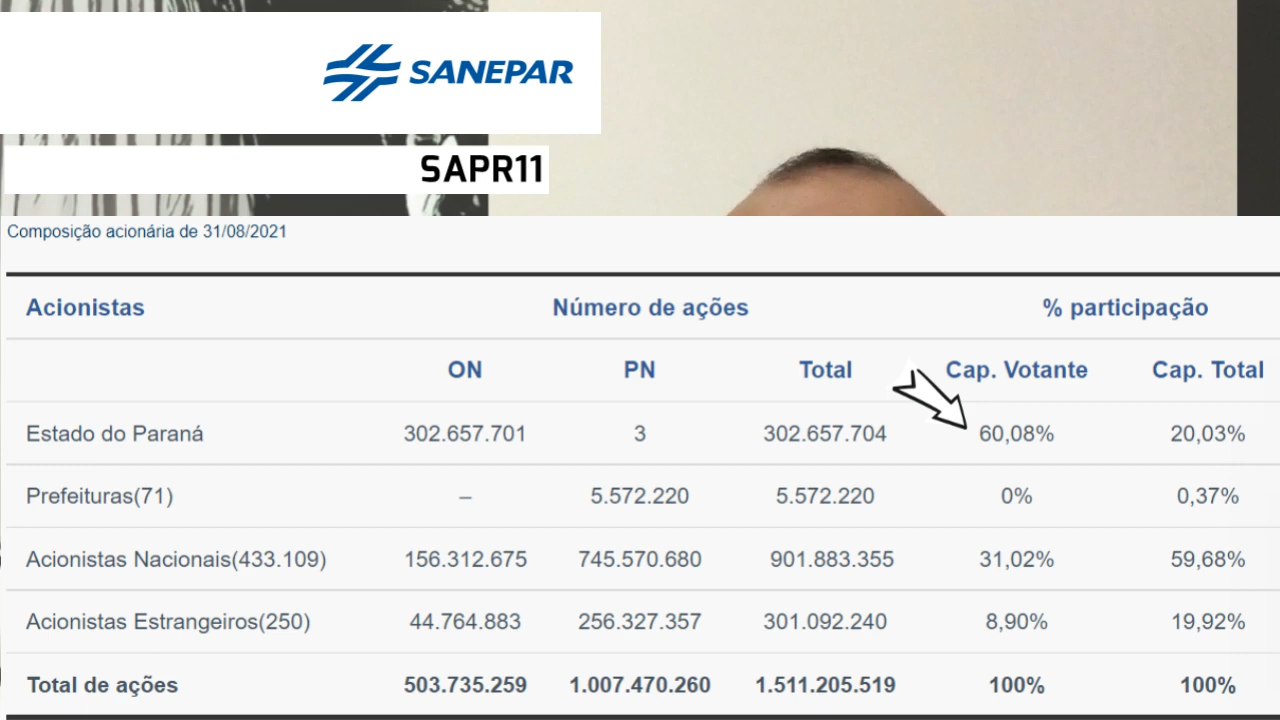 SANEPAR
SAPR11
Composição acionária de 31/08/2021
Acionistas Número de ações % participação
ON PN Total Cap. Votante Cap. Total
Estado do Paraná 302.657.701 3 302.657.704 60,08% 20,03%
Prefeituras(71) – 5.572.220 5.572.220 0% 0,37%
Acionistas Nacionais(433.109) 156.312.675 745.570.680 901.883.355 31,02% 59,68%
Acionistas Estrangeiros(250) 44.764.883 256.327.357 301.092.240 8,90% 19,92%
Total de ações 503.735.259 1.007.470.260 1.511.205.519 100% 100%